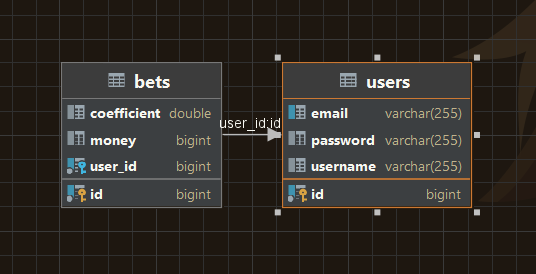 bets
coefficient double
money bigint
user_id bigint
id bigint
user_id:id
users
email varchar(255)
password varchar(255)
username varchar(255)
id bigint